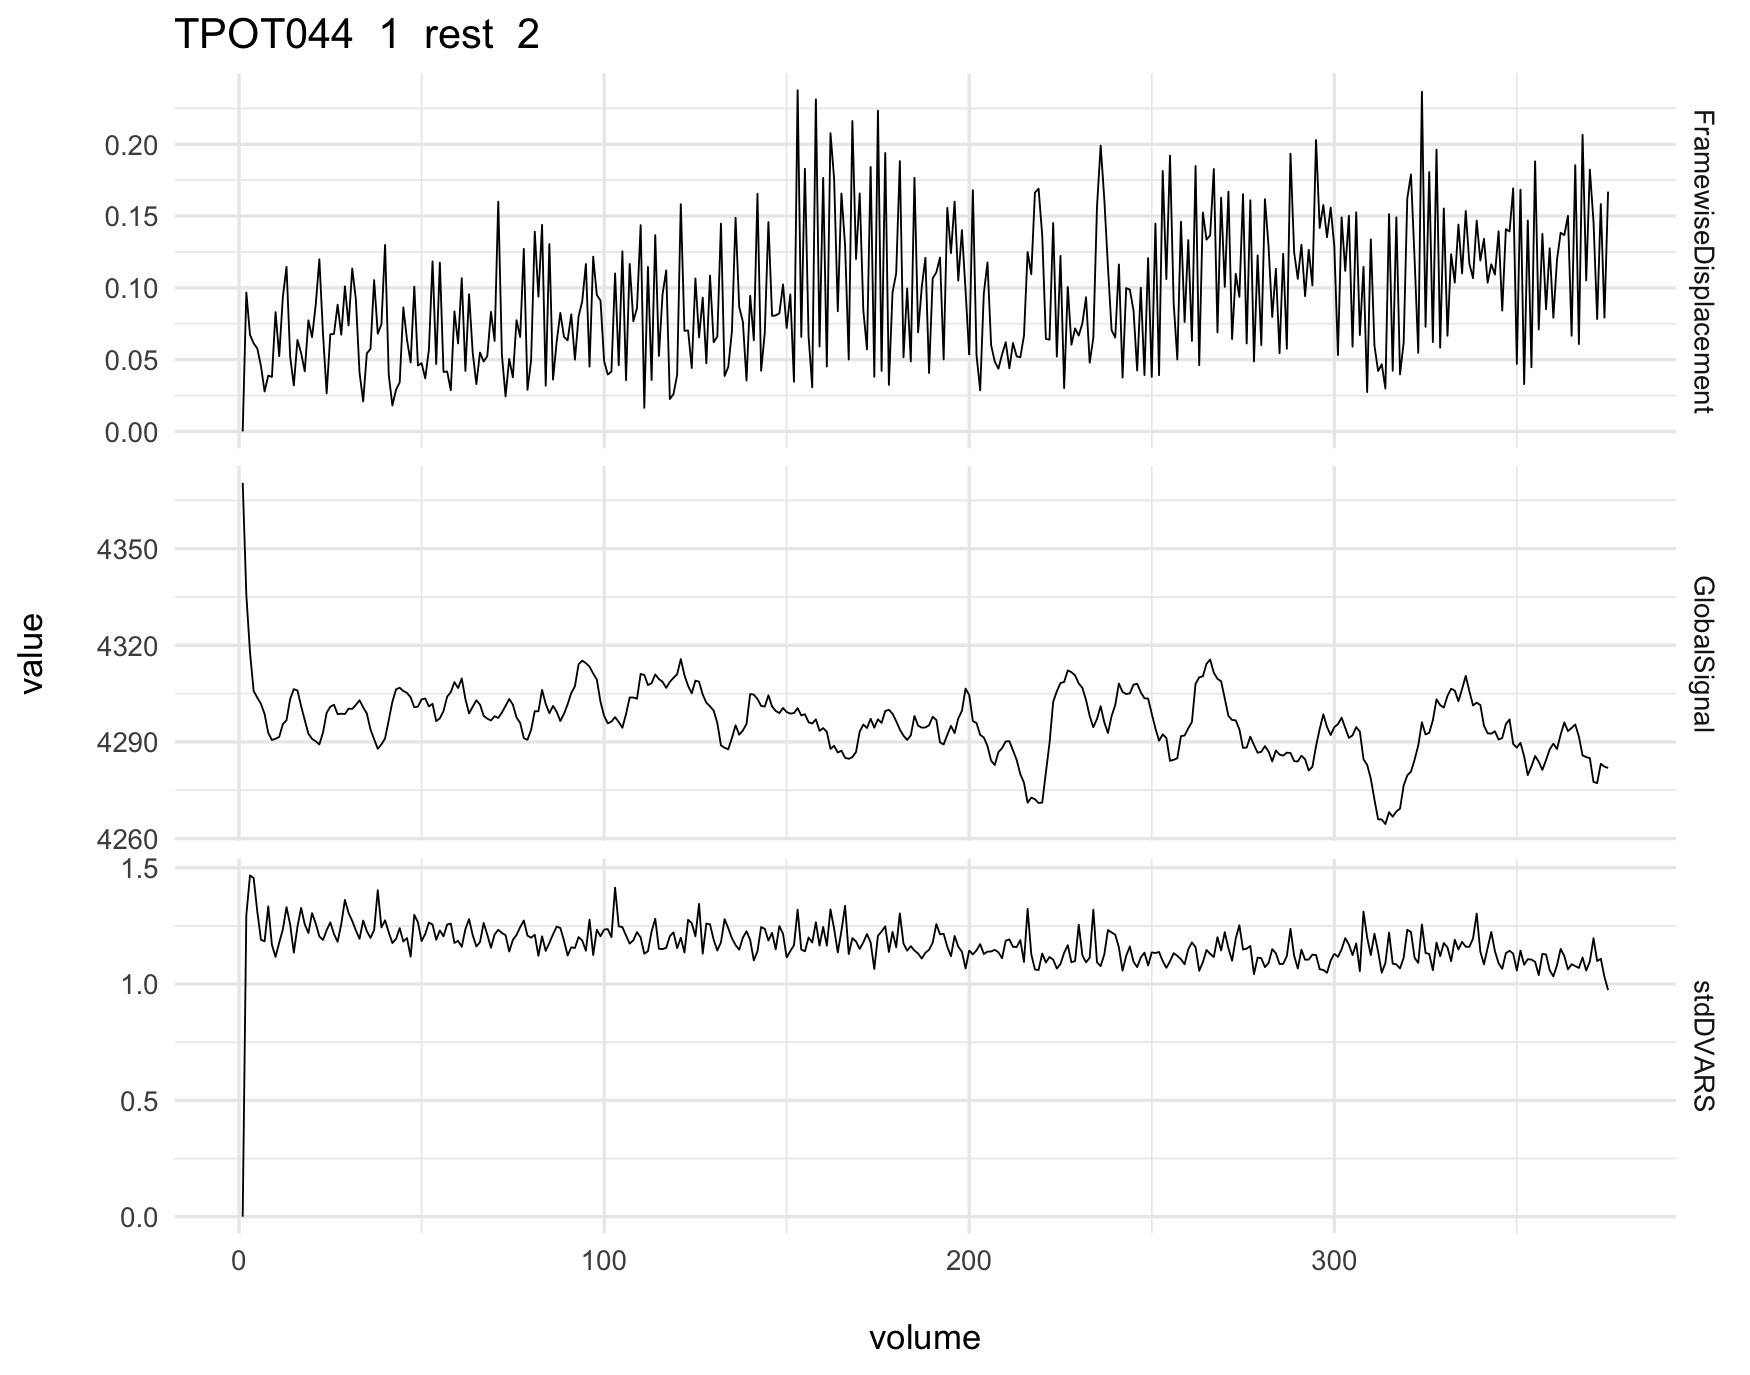 TPOT044  1  rest  2
0.20
0.15
0.10
0.05
0.00
FramewiseDisplacement
4350
4320
4290
4260
GlobalSignal
value
1.5
1.0
0.5
0.0
stdDVARS
0 100 200 300
volume